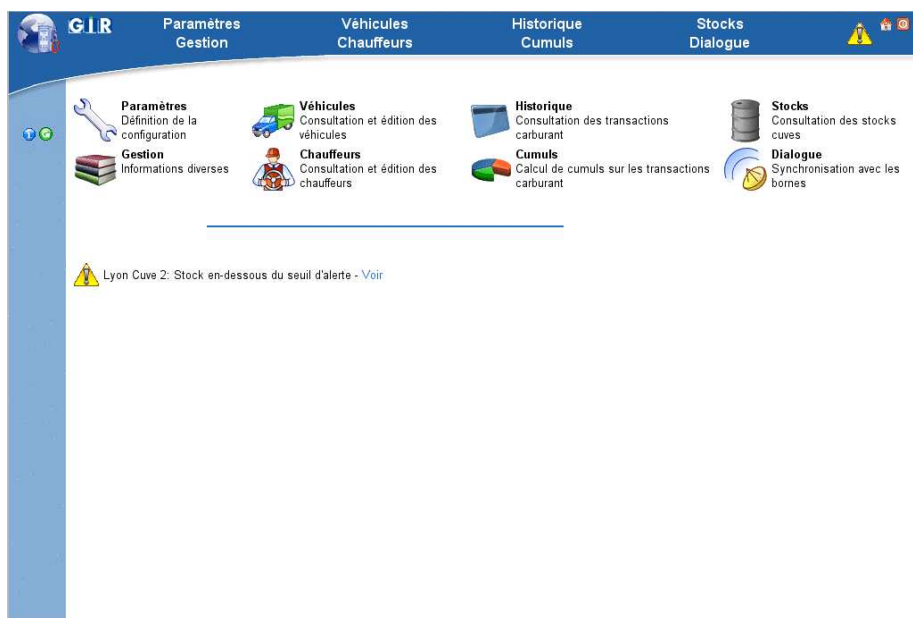 GIR
Paramètres
Gestion
Véhicules
Chauffeurs
Historique
Cumuls
Stocks
Dialogue
Paramètres
Définition de la
configuration
Véhicules
Consultation et édition des
véhicules
Historique
Consultation des transactions
carburant
Stocks
Consultation des stocks
cuves
Gestion
Informations diverses
Chauffeurs
Consultation et édition des
chauffeurs
Cumuls
Calcul de cumuls sur les transactions
carburant
Dialogue
Synchronisation avec les
bornes
Lyon Cuve 2: Stock en-dessous du seuil d'alerte - Voir